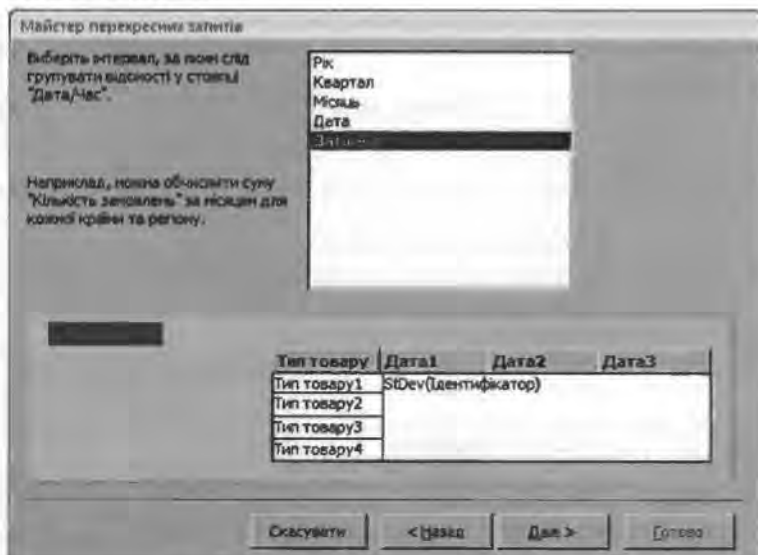 Майстер перехресних запитів
Виберіть інтервал, за яким слід
групувати відомості у стовпці
"Дата/Час".
Рік
Квартал
Місяць
Дата
Наприклад, можна обчислити суму
"Кількість замовлень" за місяцем для
кожної країни та регіону.
Тип товару Дата1 Дата2 Дата3
Тип товару1 StDev(Ідентифікатор)
Тип товару2
Тип товару3
Тип товару4
Скасувати < Назад Далі > Готово